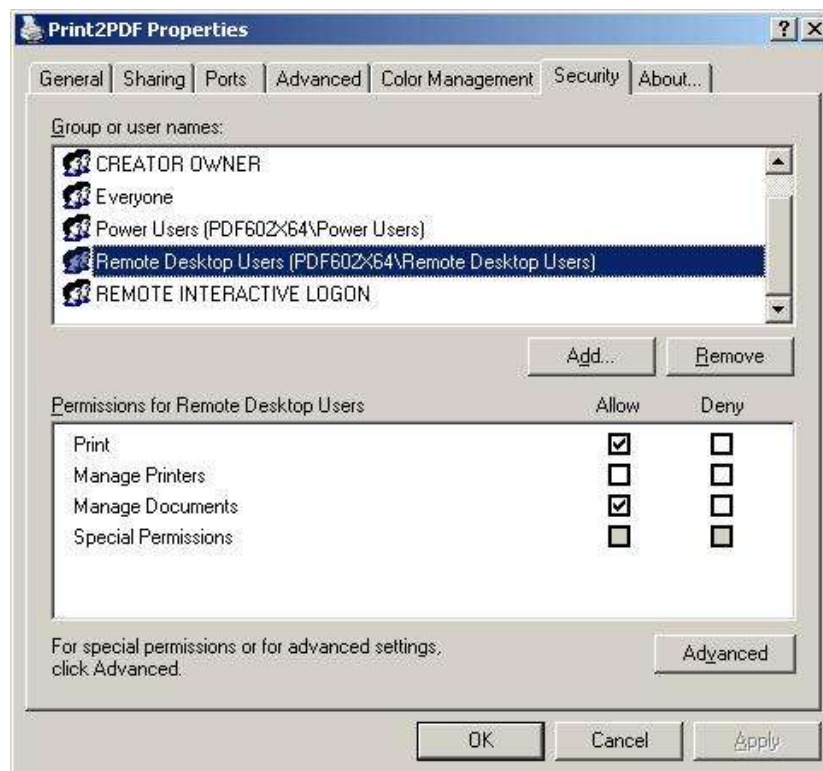 Print2PDF Properties
General Sharing Ports Advanced Color Management Security About...
Group or user names:
CREATOR OWNER
Everyone
Power Users (PDF602X64\Power Users)
Remote Desktop Users (PDF602X64\Remote Desktop Users)
REMOTE INTERACTIVE LOGON
Add... Remove
Permissions for Remote Desktop Users Allow Deny
Print
Manage Printers
Manage Documents
Special Permissions
For special permissions or for advanced settings,
click Advanced.
Advanced
OK Cancel Apply